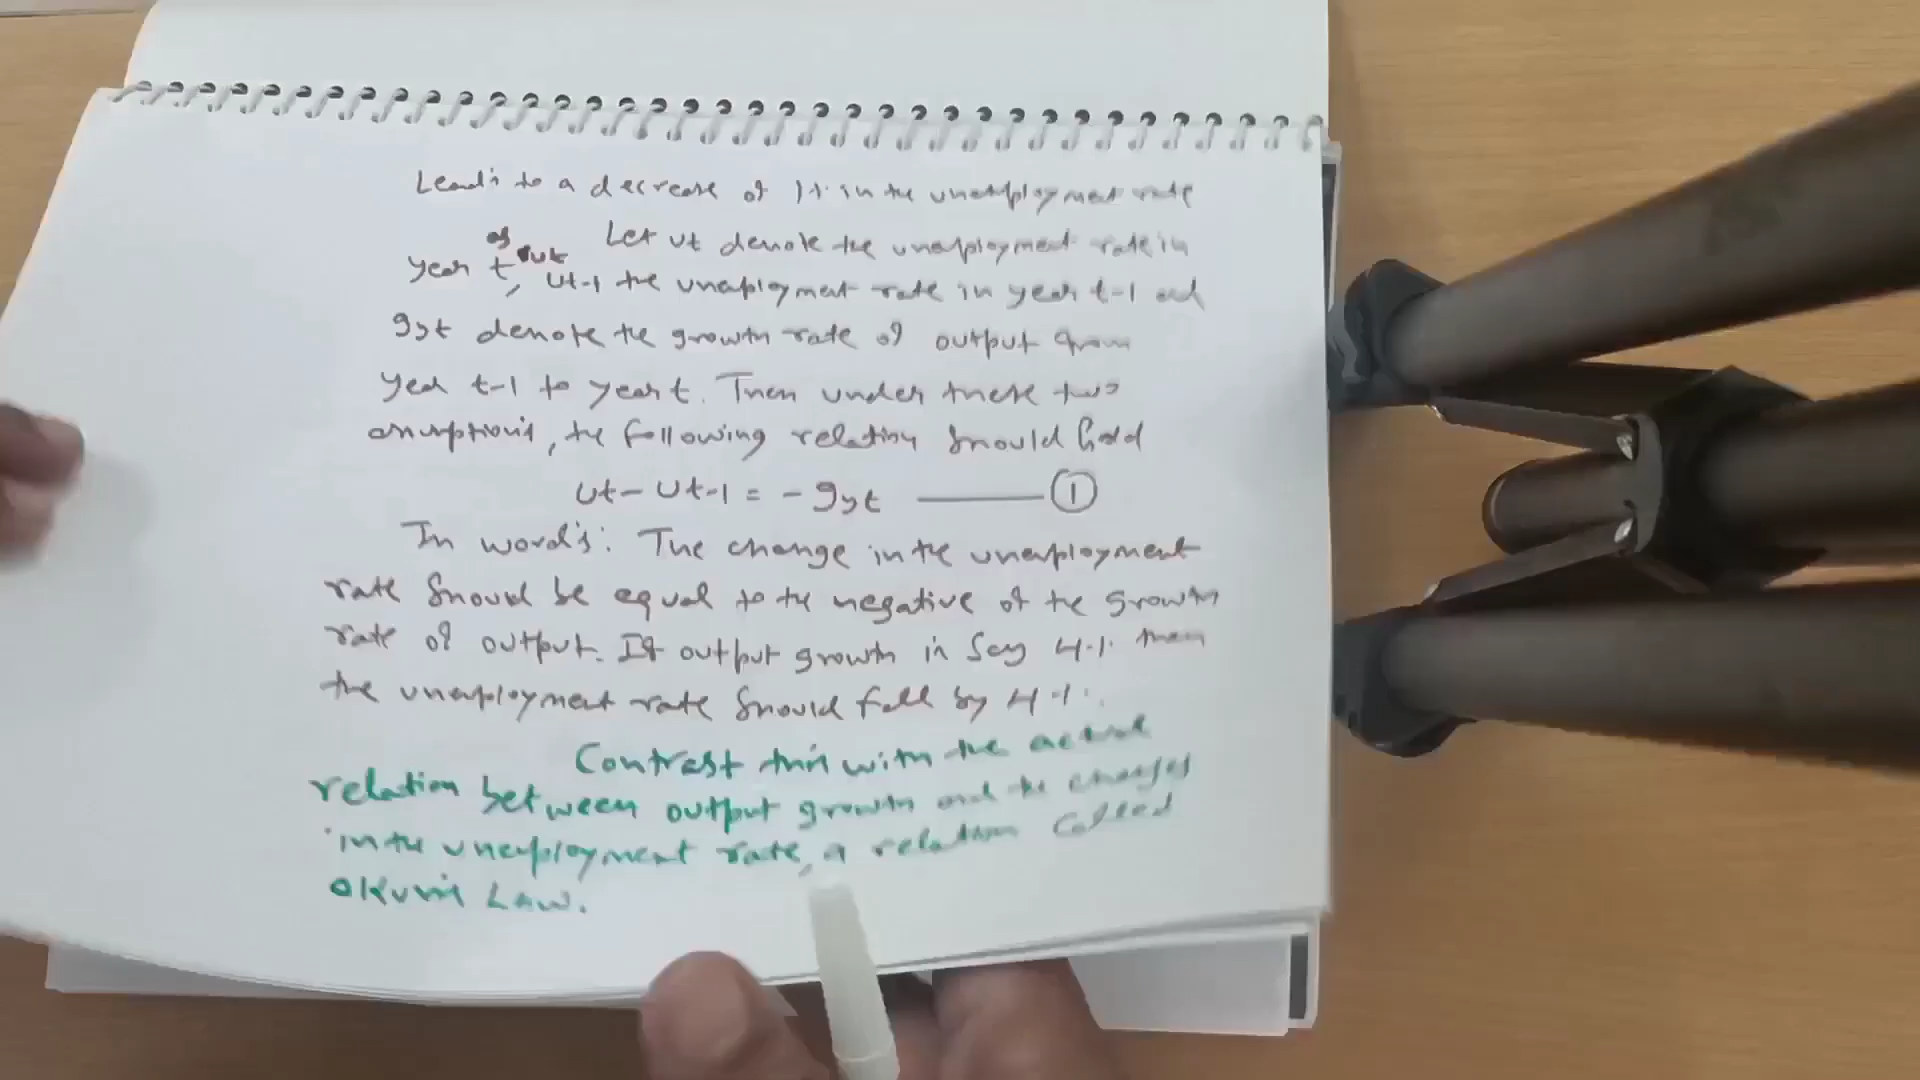 Leads to a decrease of 1% in the unemployment rate
Let ut denote the unemployment rate in
year t, ut-1 the unemployment rate in year t-1 and
gyt denote the growth rate of output from
year t-1 to year t. Then under these two
assumptions, the following relation should hold
ut - ut-1 = - gyt ——— ①
In words: The change in the unemployment
rate should be equal to the negative of the growth
rate of output. If output growth is say 4% then
the unemployment rate should fall by 4%.
Contrast this with the actual
relation between output growth and the changes
in the unemployment rate, a relation called
Okun's Law.